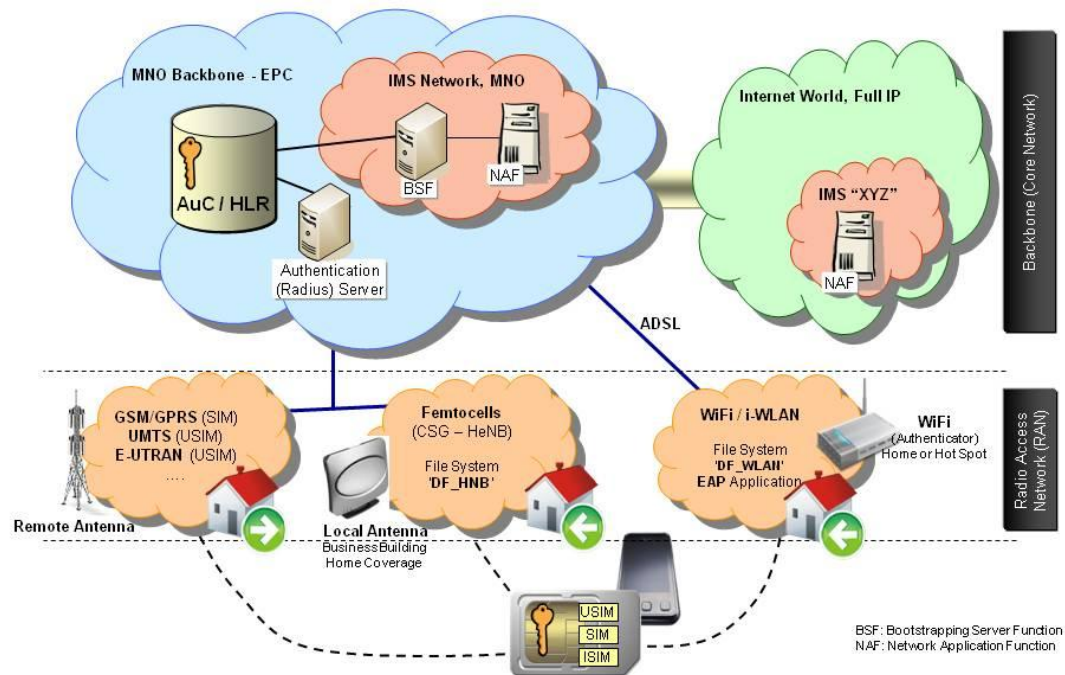 MNO Backbone - EPC
IMS Network, MNO
BSF
NAF
AuC / HLR
Authentication
(Radius) Server
Internet World, Full IP
IMS “XYZ”
NAF
Backbone (Core Network)
ADSL
GSM/GPRS (SIM)
UMTS (USIM)
E-UTRAN (USIM)
....
Remote Antenna
Femtocells
(CSG – HeNB)
File System
'DF_HNB'
Local Antenna
Business Building
Home Coverage
WiFi / i-WLAN
File System
'DF_WLAN'
EAP Application
WiFi
(Authenticator)
Home or Hot Spot
Radio Access
Network (RAN)
USIM
SIM
ISIM
BSF: Bootstrapping Server Function
NAF: Network Application Function